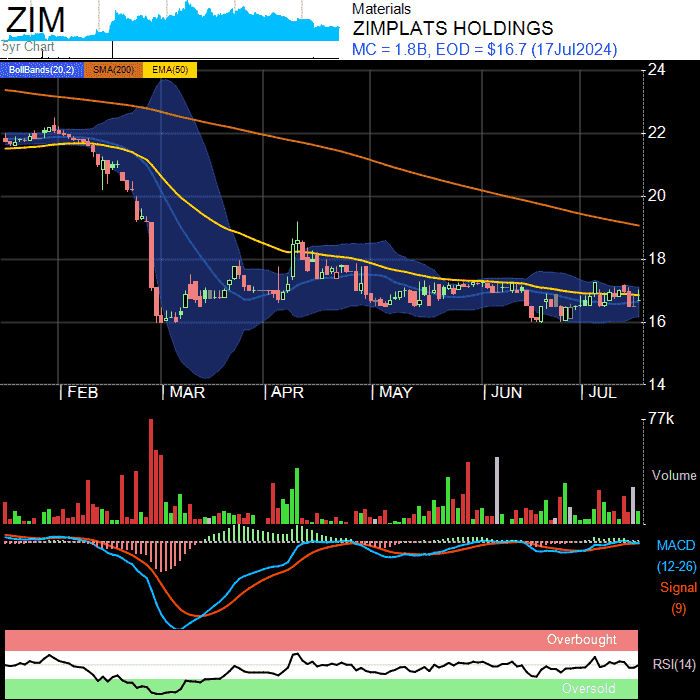 ZIM
5yr Chart
Materials
ZIMPLATS HOLDINGS
MC = 1.8B, EOD = $16.7 (17Jul2024)
BollBands(20,2) SMA(200) EMA(50)
24
22
20
18
16
14
FEB MAR APR MAY JUN JUL
77k
Volume
MACD
(12-26)
Signal
(9)
Overbought
RSI(14)
Oversold